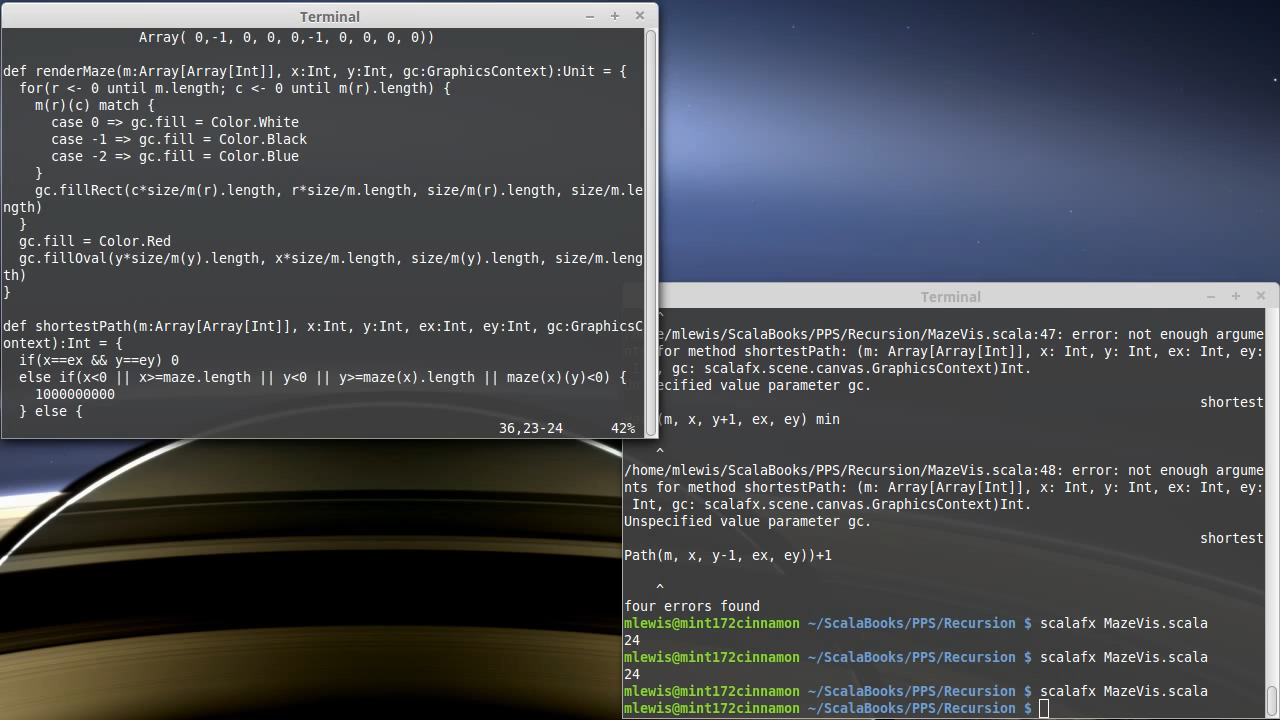 Terminal
Array( 0,-1, 0, 0, 0,-1, 0, 0, 0, 0))
def renderMaze(m:Array[Array[Int]], x:Int, y:Int, gc:GraphicsContext):Unit = {
for(r <- 0 until m.length; c <- 0 until m(r).length) {
m(r)(c) match {
case 0 => gc.fill = Color.White
case -1 => gc.fill = Color.Black
case -2 => gc.fill = Color.Blue
}
gc.fillRect(c*size/m(r).length, r*size/m.length, size/m(r).length, size/m.le
ngth)
}
gc.fill = Color.Red
gc.fillOval(y*size/m(y).length, x*size/m.length, size/m(y).length, size/m.leng
th)
}
def shortestPath(m:Array[Array[Int]], x:Int, y:Int, ex:Int, ey:Int, gc:GraphicsC
ontext):Int = {
if(x==ex && y==ey) 0
else if(x<0 || x>=maze.length || y<0 || y>=maze(x).length || maze(x)(y)<0) {
1000000000
} else {
36,23-24 42%
Terminal
^
e/mlewis/ScalaBooks/PPS/Recursion/MazeVis.scala:47: error: not enough argume
nts for method shortestPath: (m: Array[Array[Int]], x: Int, y: Int, ex: Int, ey:
Int, gc: scalafx.scene.canvas.GraphicsContext)Int.
ecified value parameter gc.
shortest
(m, x, y+1, ex, ey) min
^
/home/mlewis/ScalaBooks/PPS/Recursion/MazeVis.scala:48: error: not enough argume
nts for method shortestPath: (m: Array[Array[Int]], x: Int, y: Int, ex: Int, ey:
Int, gc: scalafx.scene.canvas.GraphicsContext)Int.
Unspecified value parameter gc.
shortest
Path(m, x, y-1, ex, ey))+1
^
four errors found
mlewis@mint172cinnamon ~/ScalaBooks/PPS/Recursion $ scalafx MazeVis.scala
24
mlewis@mint172cinnamon ~/ScalaBooks/PPS/Recursion $ scalafx MazeVis.scala
24
mlewis@mint172cinnamon ~/ScalaBooks/PPS/Recursion $ scalafx MazeVis.scala
mlewis@mint172cinnamon ~/ScalaBooks/PPS/Recursion $